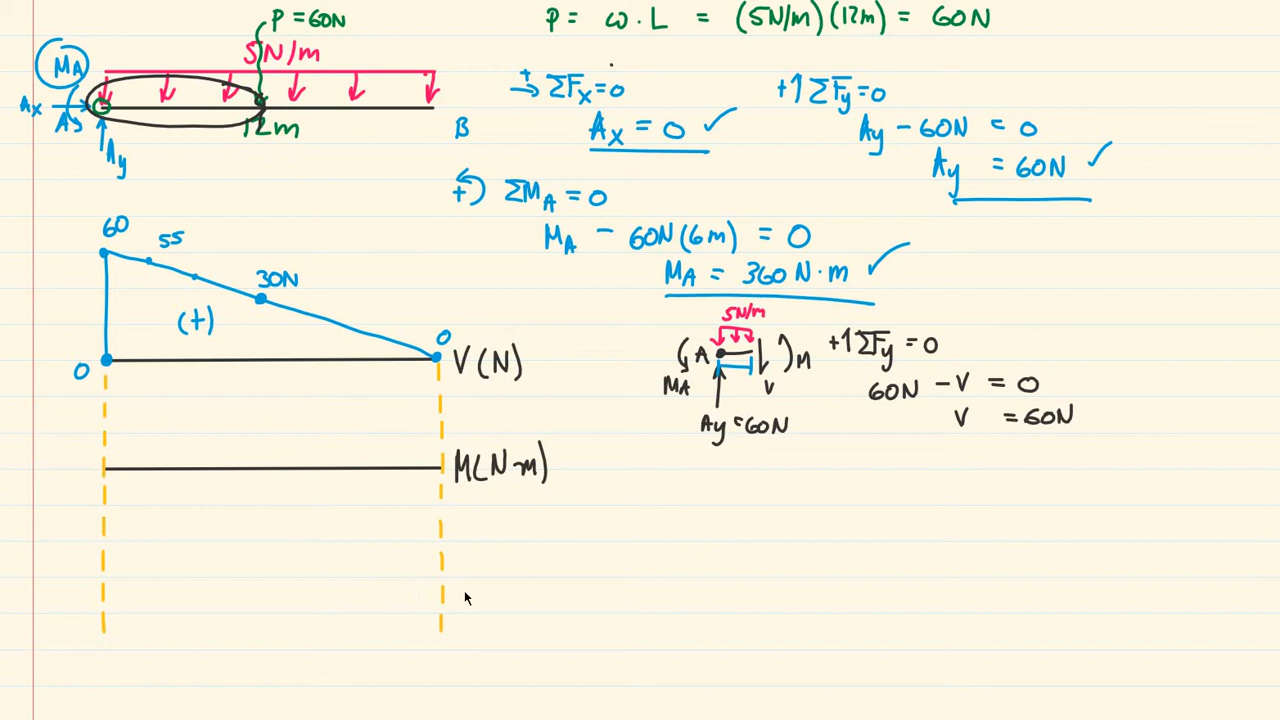 P = 60N
P = ω · L = (5N/m)(12m) = 60N
5N/m
MA
+→ ΣFx = 0
+↑ ΣFy = 0
Ax
12m
B
Ax = 0 ✓
Ay - 60N = 0
Ay
Ay = 60N ✓
+↺ ΣMA = 0
60
55
MA - 60N(6m) = 0
30N
MA = 360 N·m ✓
5N/m
(+)
0
0
V(N)
A
M
+↑ ΣFy = 0
MA
V
60N - V = 0
Ay = 60N
V = 60N
M(N·m)